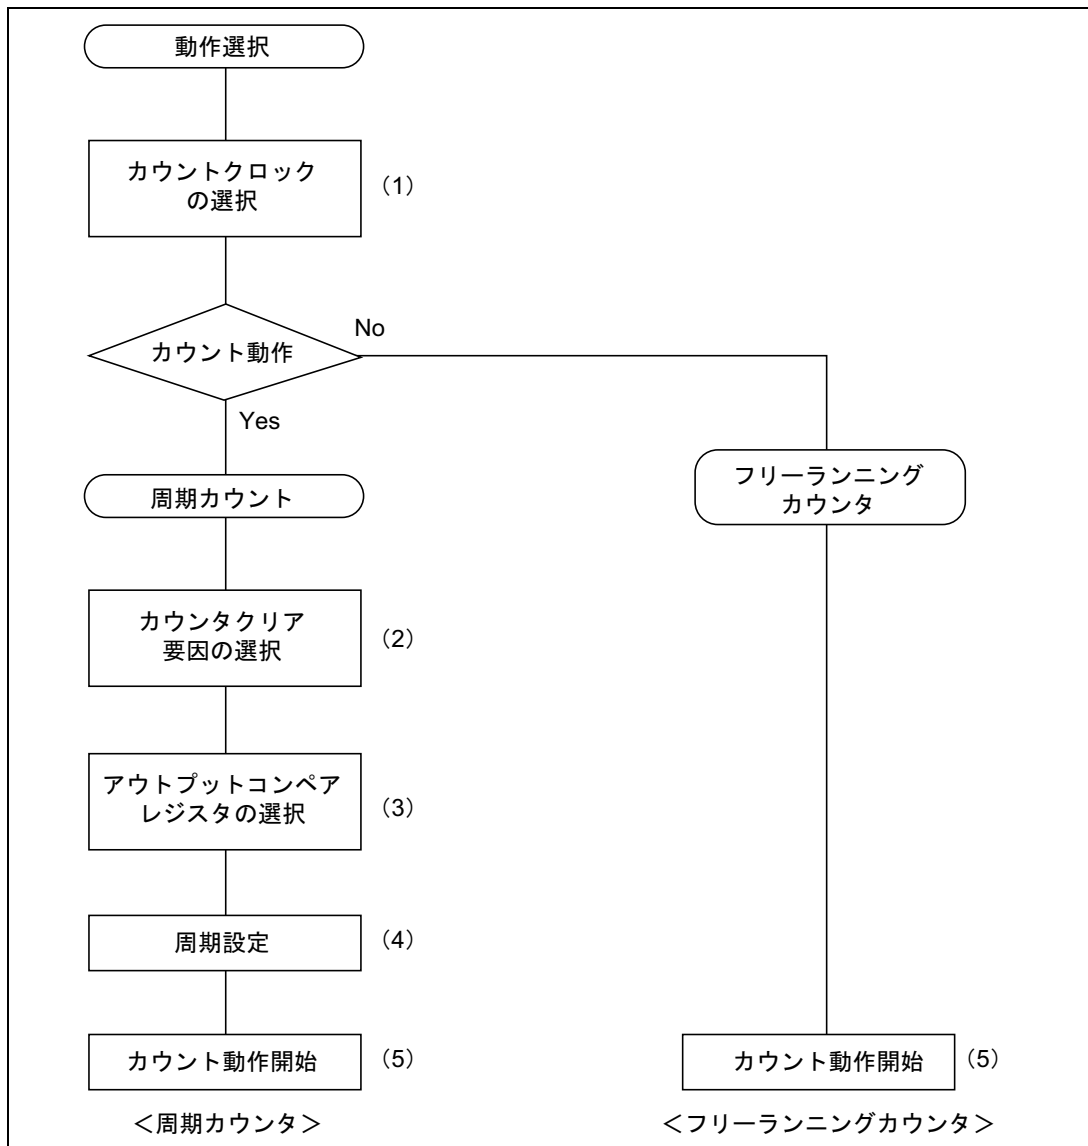 動作選択
カウントクロック
の選択
（1）
カウント動作
No
Yes
周期カウント
フリーランニング
カウンタ
カウンタクリア
要因の選択
（2）
アウトプットコンペア
レジスタの選択
（3）
周期設定
（4）
カウント動作開始
（5）
カウント動作開始
（5）
＜周期カウンタ＞
＜フリーランニングカウンタ＞